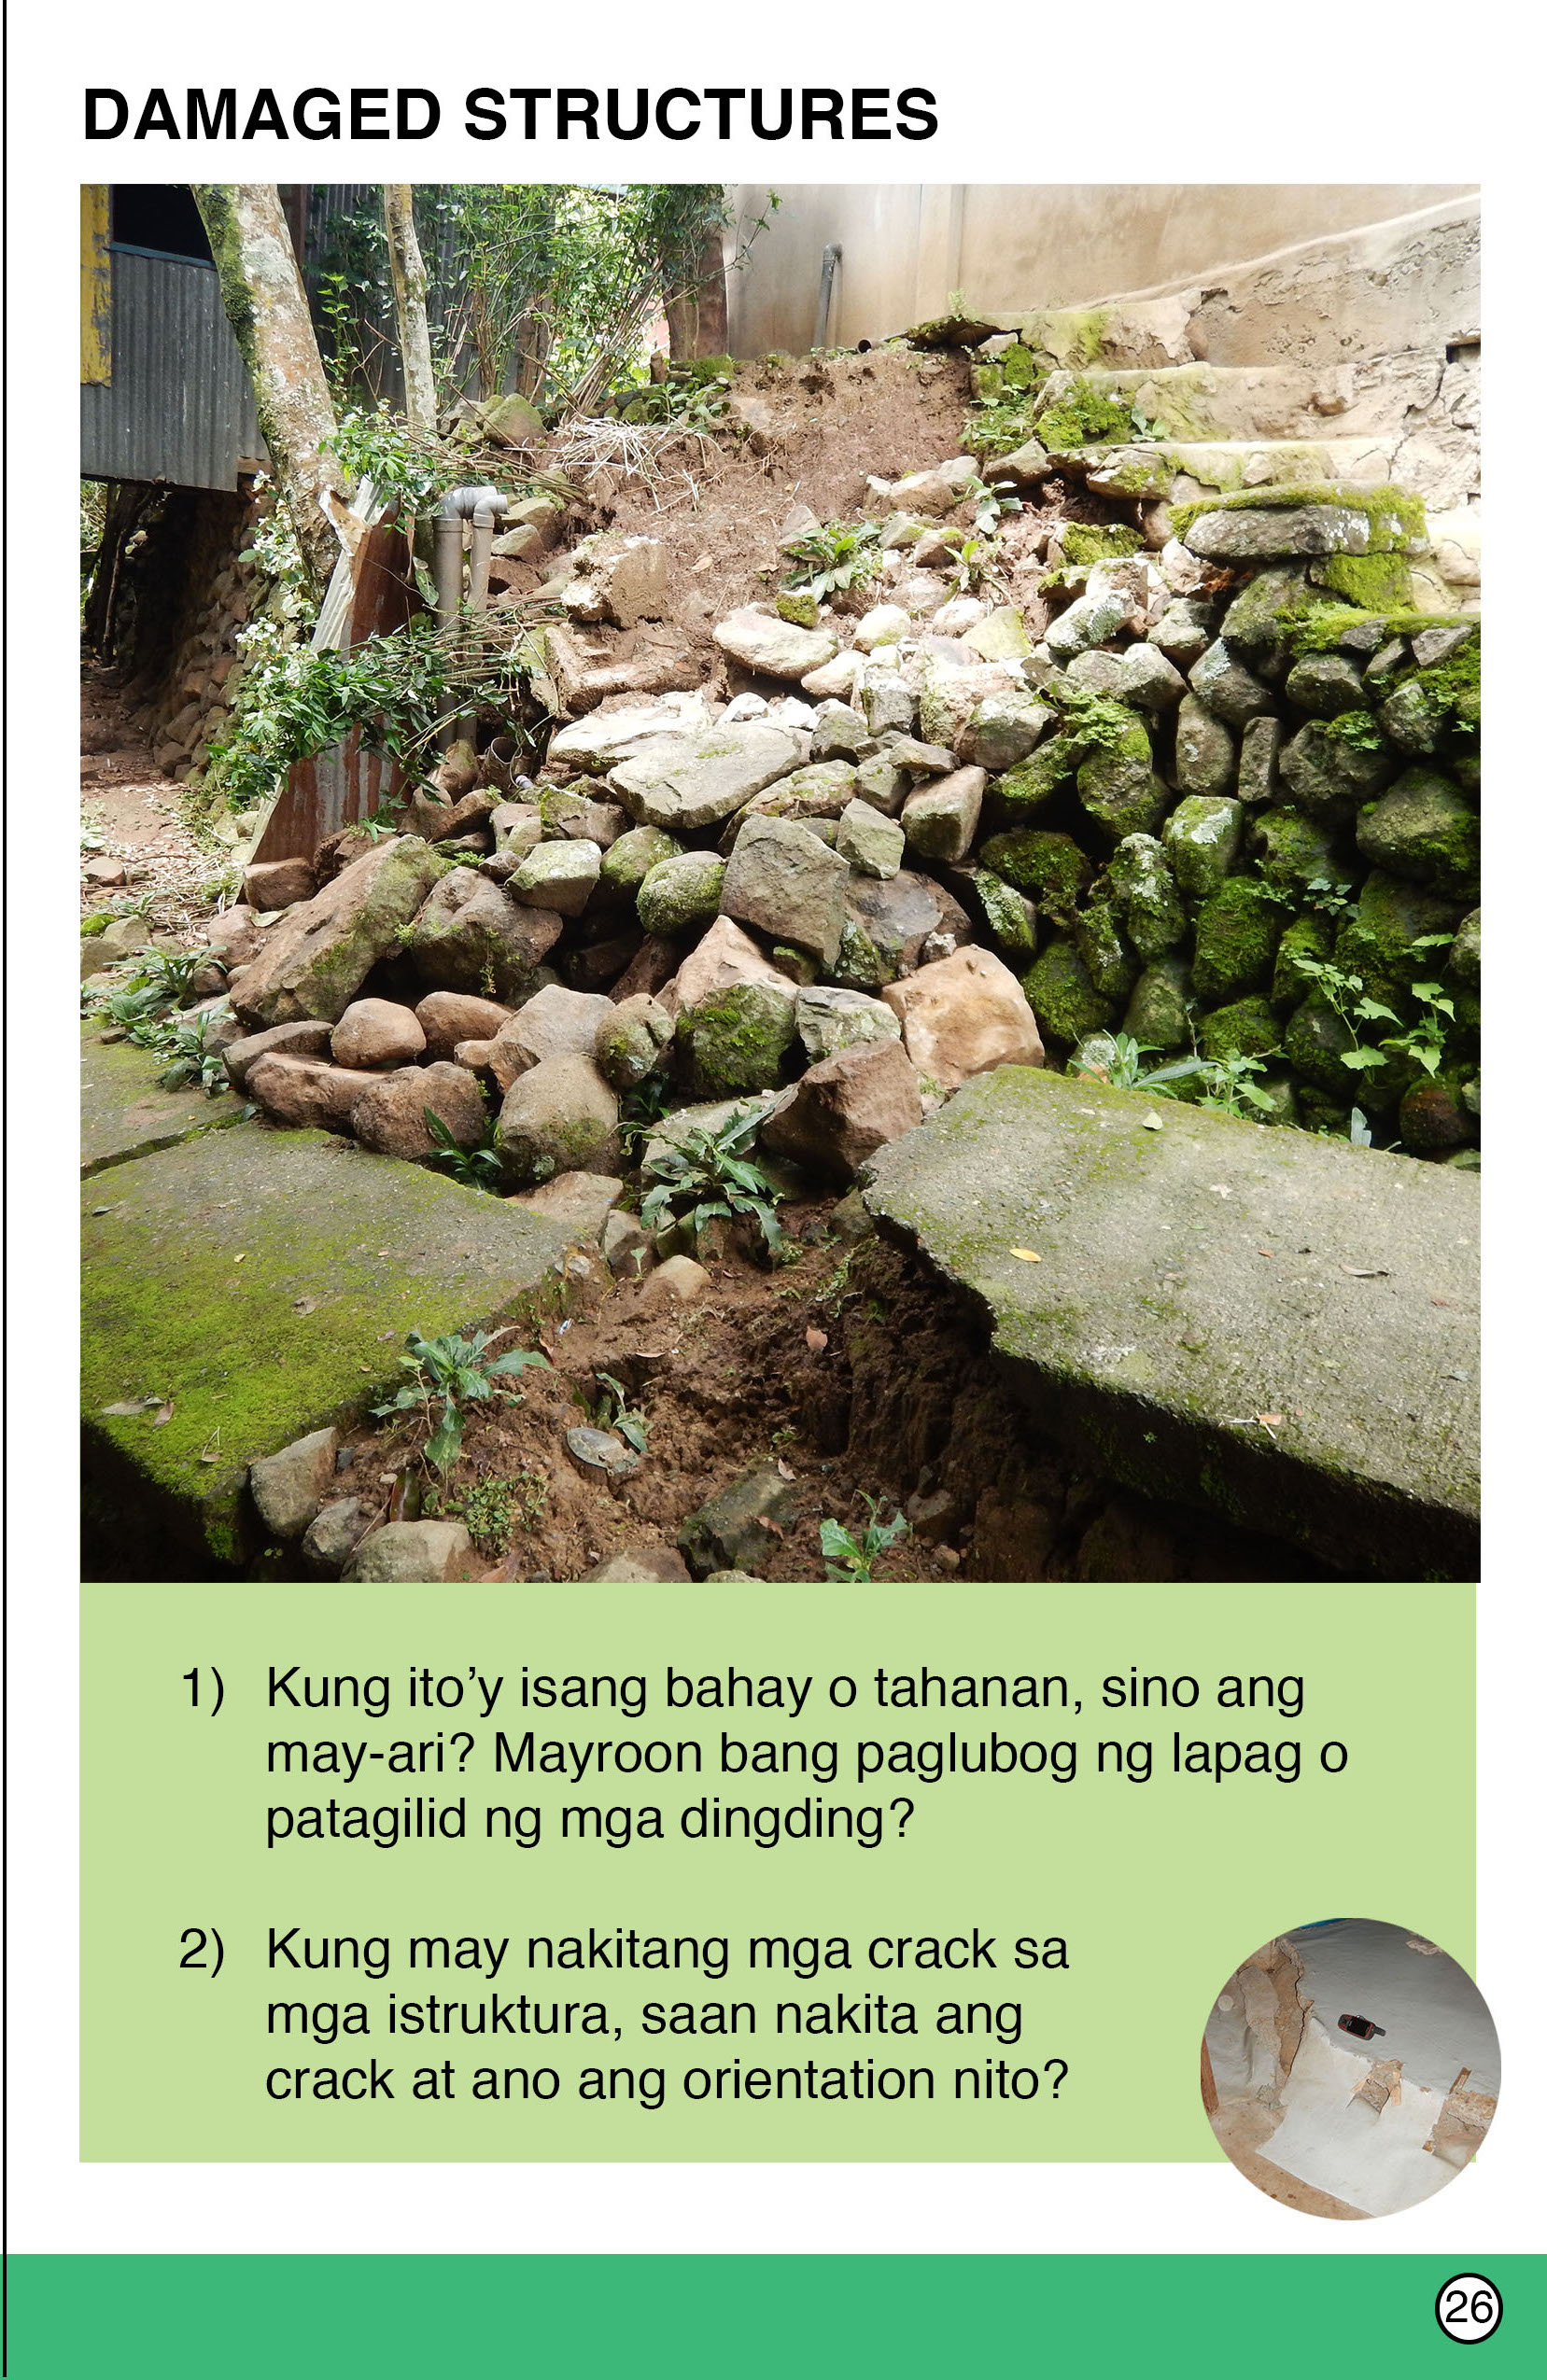 DAMAGED STRUCTURES
1) Kung ito’y isang bahay o tahanan, sino ang
may-ari? Mayroon bang paglubog ng lapag o
patagilid ng mga dingding?
2) Kung may nakitang mga crack sa
mga istruktura, saan nakita ang
crack at ano ang orientation nito?
26